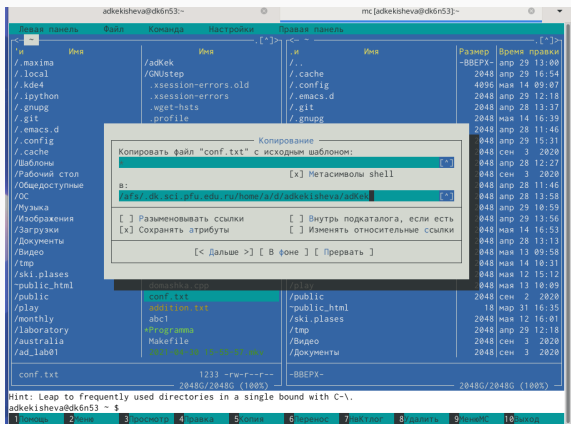 adkekisheva@dk6n53:~
mc [adkekisheva@dk6n53]:~
Левая панель Файл Команда Настройки Правая панель
<- ~ .[^]> <- ~ .[^]>
'и Имя Имя .и Имя Размер Время правки
/.maxima /adKek /.. -ВВЕРХ- апр 29 13:00
/.local /GNUstep /.cache 2048 апр 29 16:54
/.kde4 .xsession-errors.old /.config 4096 мая 14 09:07
/.ipython .xsession-errors /.emacs.d 2048 апр 29 12:18
/.gnupg .wget-hsts /.git 2048 апр 28 13:37
/.git .profile /.gnupg 2048 мая 14 16:39
/.emacs.d 2048 апр 28 11:46
/.config Копирование 2048 апр 29 15:31
/.cache Копировать файл "conf.txt" с исходным шаблоном: 2048 сен 3 2020
/Шаблоны [^] 2048 апр 28 12:27
/Рабочий стол [x] Метасимволы shell 2048 сен 3 2020
/Общедоступные в: 2048 апр 28 11:46
/ОС /afs/.dk.sci.pfu.edu.ru/home/a/d/adkekisheva/adKek [^] 2048 апр 28 13:58
/Музыка 2048 апр 29 10:59
/Изображения [ ] Разыменовывать ссылки [ ] Внутрь подкаталога, если есть 2048 апр 29 13:56
/Загрузки [x] Сохранять атрибуты [ ] Изменять относительные ссылки 2048 мая 14 16:53
/Документы 2048 апр 28 13:13
/Видео [< Дальше >] [ В фоне ] [ Прервать ] 2048 мая 13 09:58
/tmp 2048 мая 14 10:31
/ski.plases 2048 мая 12 15:12
~public_html domashka.cpp /play 2048 мая 13 10:09
/public conf.txt /public 2048 сен 2 2020
/play addition.txt ~public_html 18 мар 31 16:35
/monthly abc1 /ski.plases 2048 мая 12 16:01
/laboratory *Programma /tmp 2048 апр 29 12:18
/australia Makefile /Видео 2048 сен 3 2020
/ad_lab01 /Документы 2048 сен 3 2020
conf.txt 1233 -rw-r--r-- -ВВЕРХ-
2048G/2048G (100%) 2048G/2048G (100%)
Hint: Leap to frequently used directories in a single bound with C-\.
adkekisheva@dk6n53 ~ $ [^]
1Помощь 2Меню 3Просмотр 4Правка 5Копия 6Перенос 7НвКтлог 8Удалить 9МенюMC 10Выход